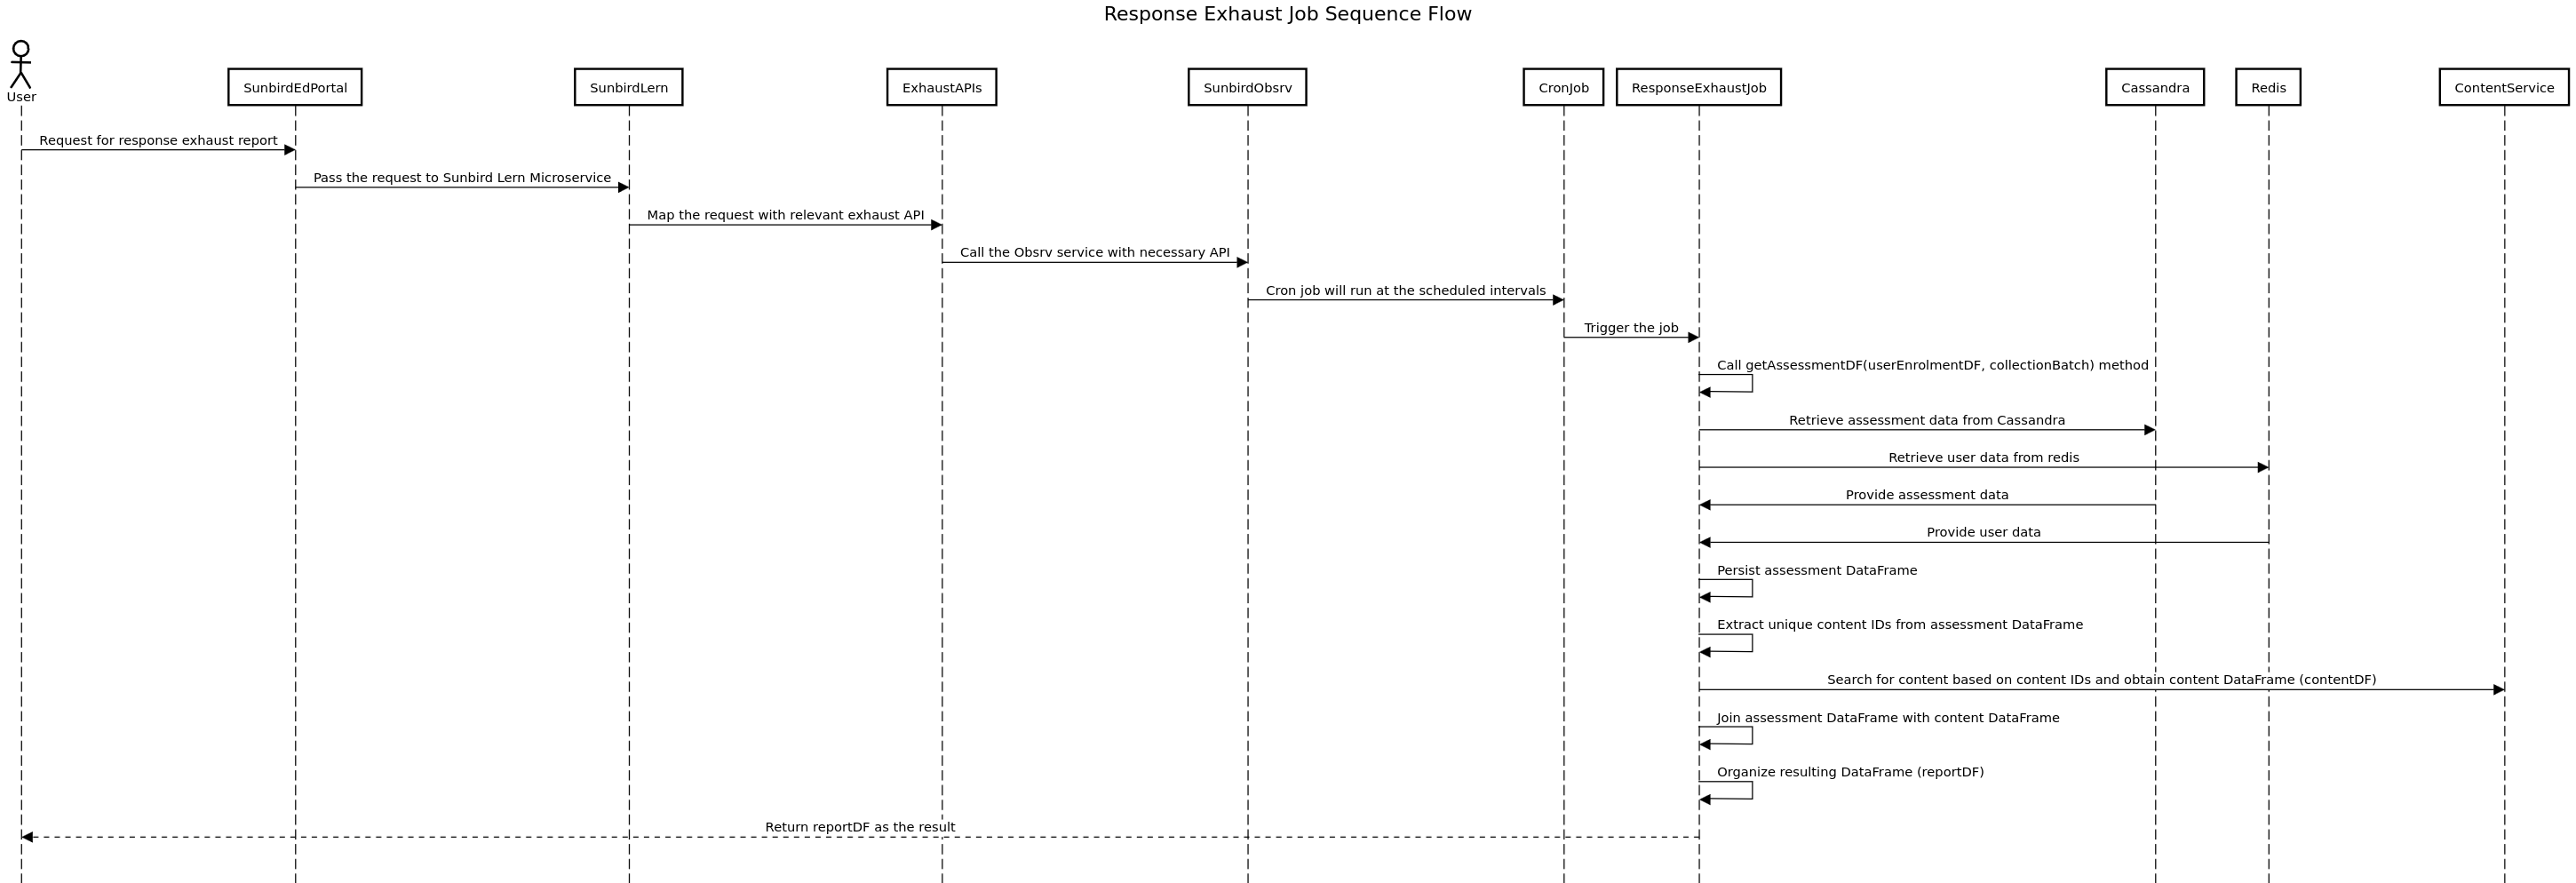 Response Exhaust Job Sequence Flow
User
SunbirdEdPortal
SunbirdLern
ExhaustAPIs
SunbirdObsrv
CronJob
ResponseExhaustJob
Cassandra
Redis
ContentService
Request for response exhaust report
Pass the request to Sunbird Lern Microservice
Map the request with relevant exhaust API
Call the Obsrv service with necessary API
Cron job will run at the scheduled intervals
Trigger the job
Call getAssessmentDF(userEnrolmentDF, collectionBatch) method
Retrieve assessment data from Cassandra
Retrieve user data from redis
Provide assessment data
Provide user data
Persist assessment DataFrame
Extract unique content IDs from assessment DataFrame
Search for content based on content IDs and obtain content DataFrame (contentDF)
Join assessment DataFrame with content DataFrame
Organize resulting DataFrame (reportDF)
Return reportDF as the result